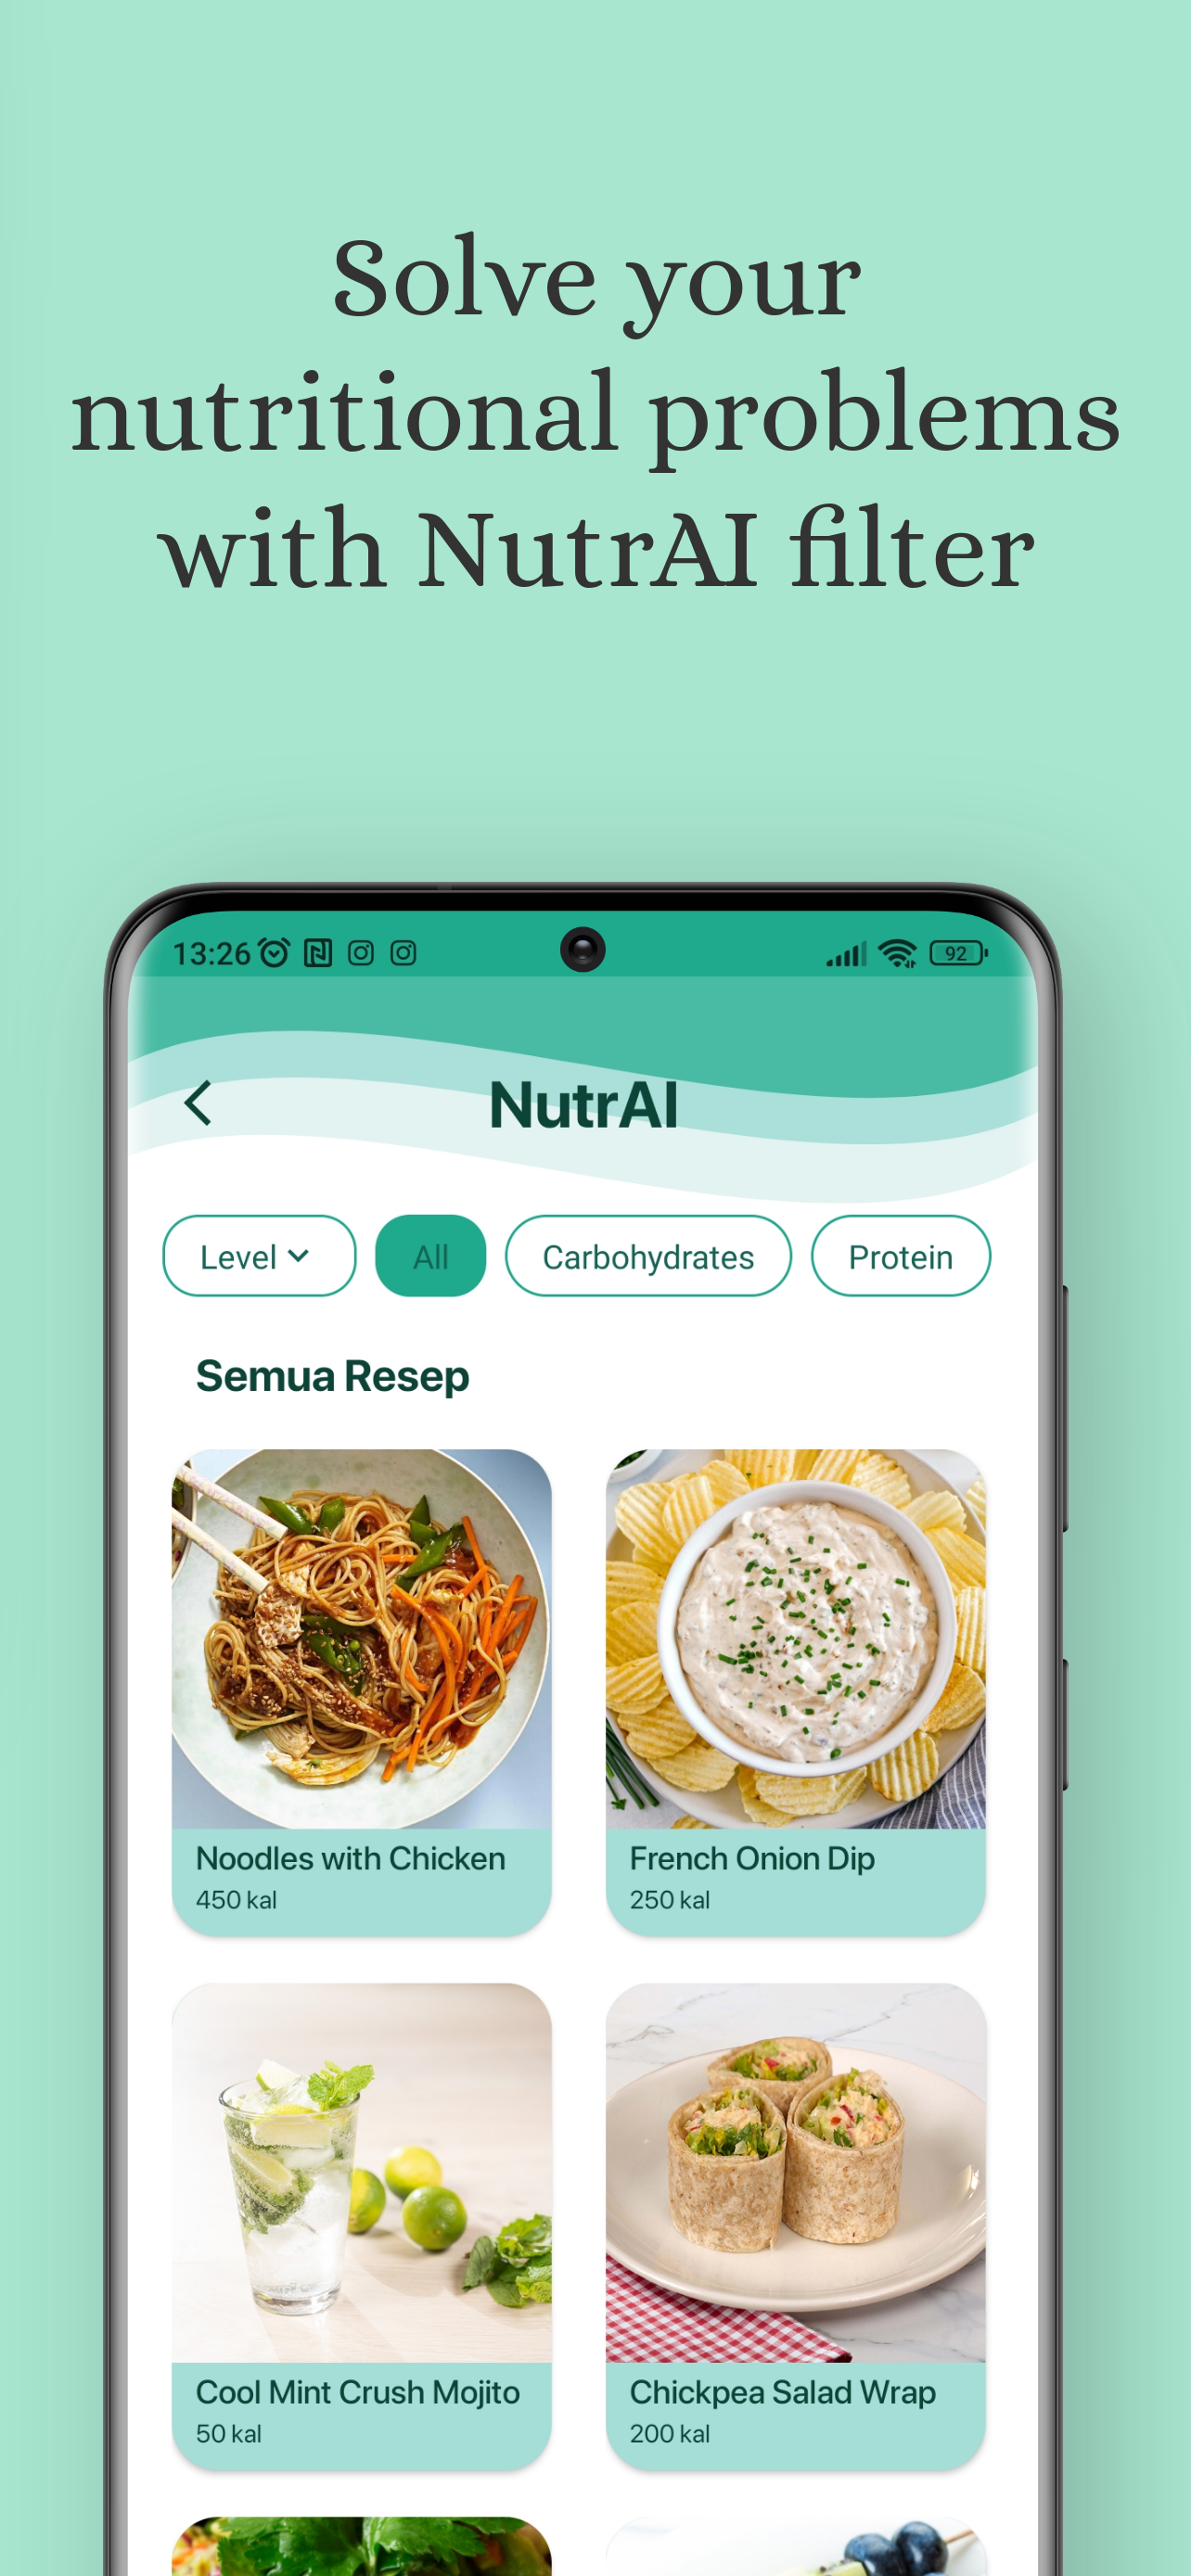 Solve your
nutritional problems
with NutrAI filter
13:26
92
NutrAI
Level
All
Carbohydrates
Protein
Semua Resep
Noodles with Chicken
450 kal
French Onion Dip
250 kal
Cool Mint Crush Mojito
50 kal
Chickpea Salad Wrap
200 kal